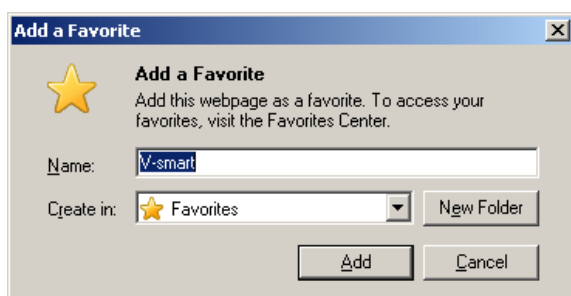 Add a Favorite
Add a Favorite
Add this webpage as a favorite. To access your
favorites, visit the Favorites Center.
Name: V-smart
Create in: Favorites New Folder
Add Cancel